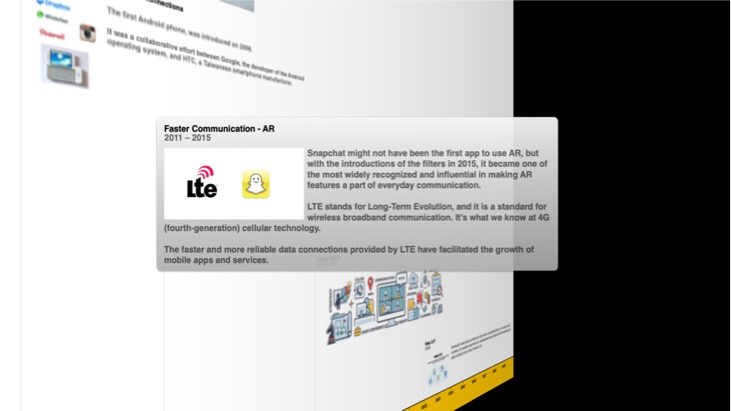 Dropbox
WhatsApp
Pinterest
The first Android phone, was introduced on 2008.
It was a collaborative effort between Google, the developer of the Android
operating system, and HTC, a Taiwanese smartphone manufacturer.
Faster Communication - AR
2011 – 2015
Lte
Snapchat might not have been the first app to use AR, but
with the introductions of the filters in 2015, it became one of
the most widely recognized and influential in making AR
features a part of everyday communication.
LTE stands for Long-Term Evolution, and it is a standard for
wireless broadband communication. It's what we know at 4G
(fourth-generation) cellular technology.
The faster and more reliable data connections provided by LTE have facilitated the growth of
mobile apps and services.